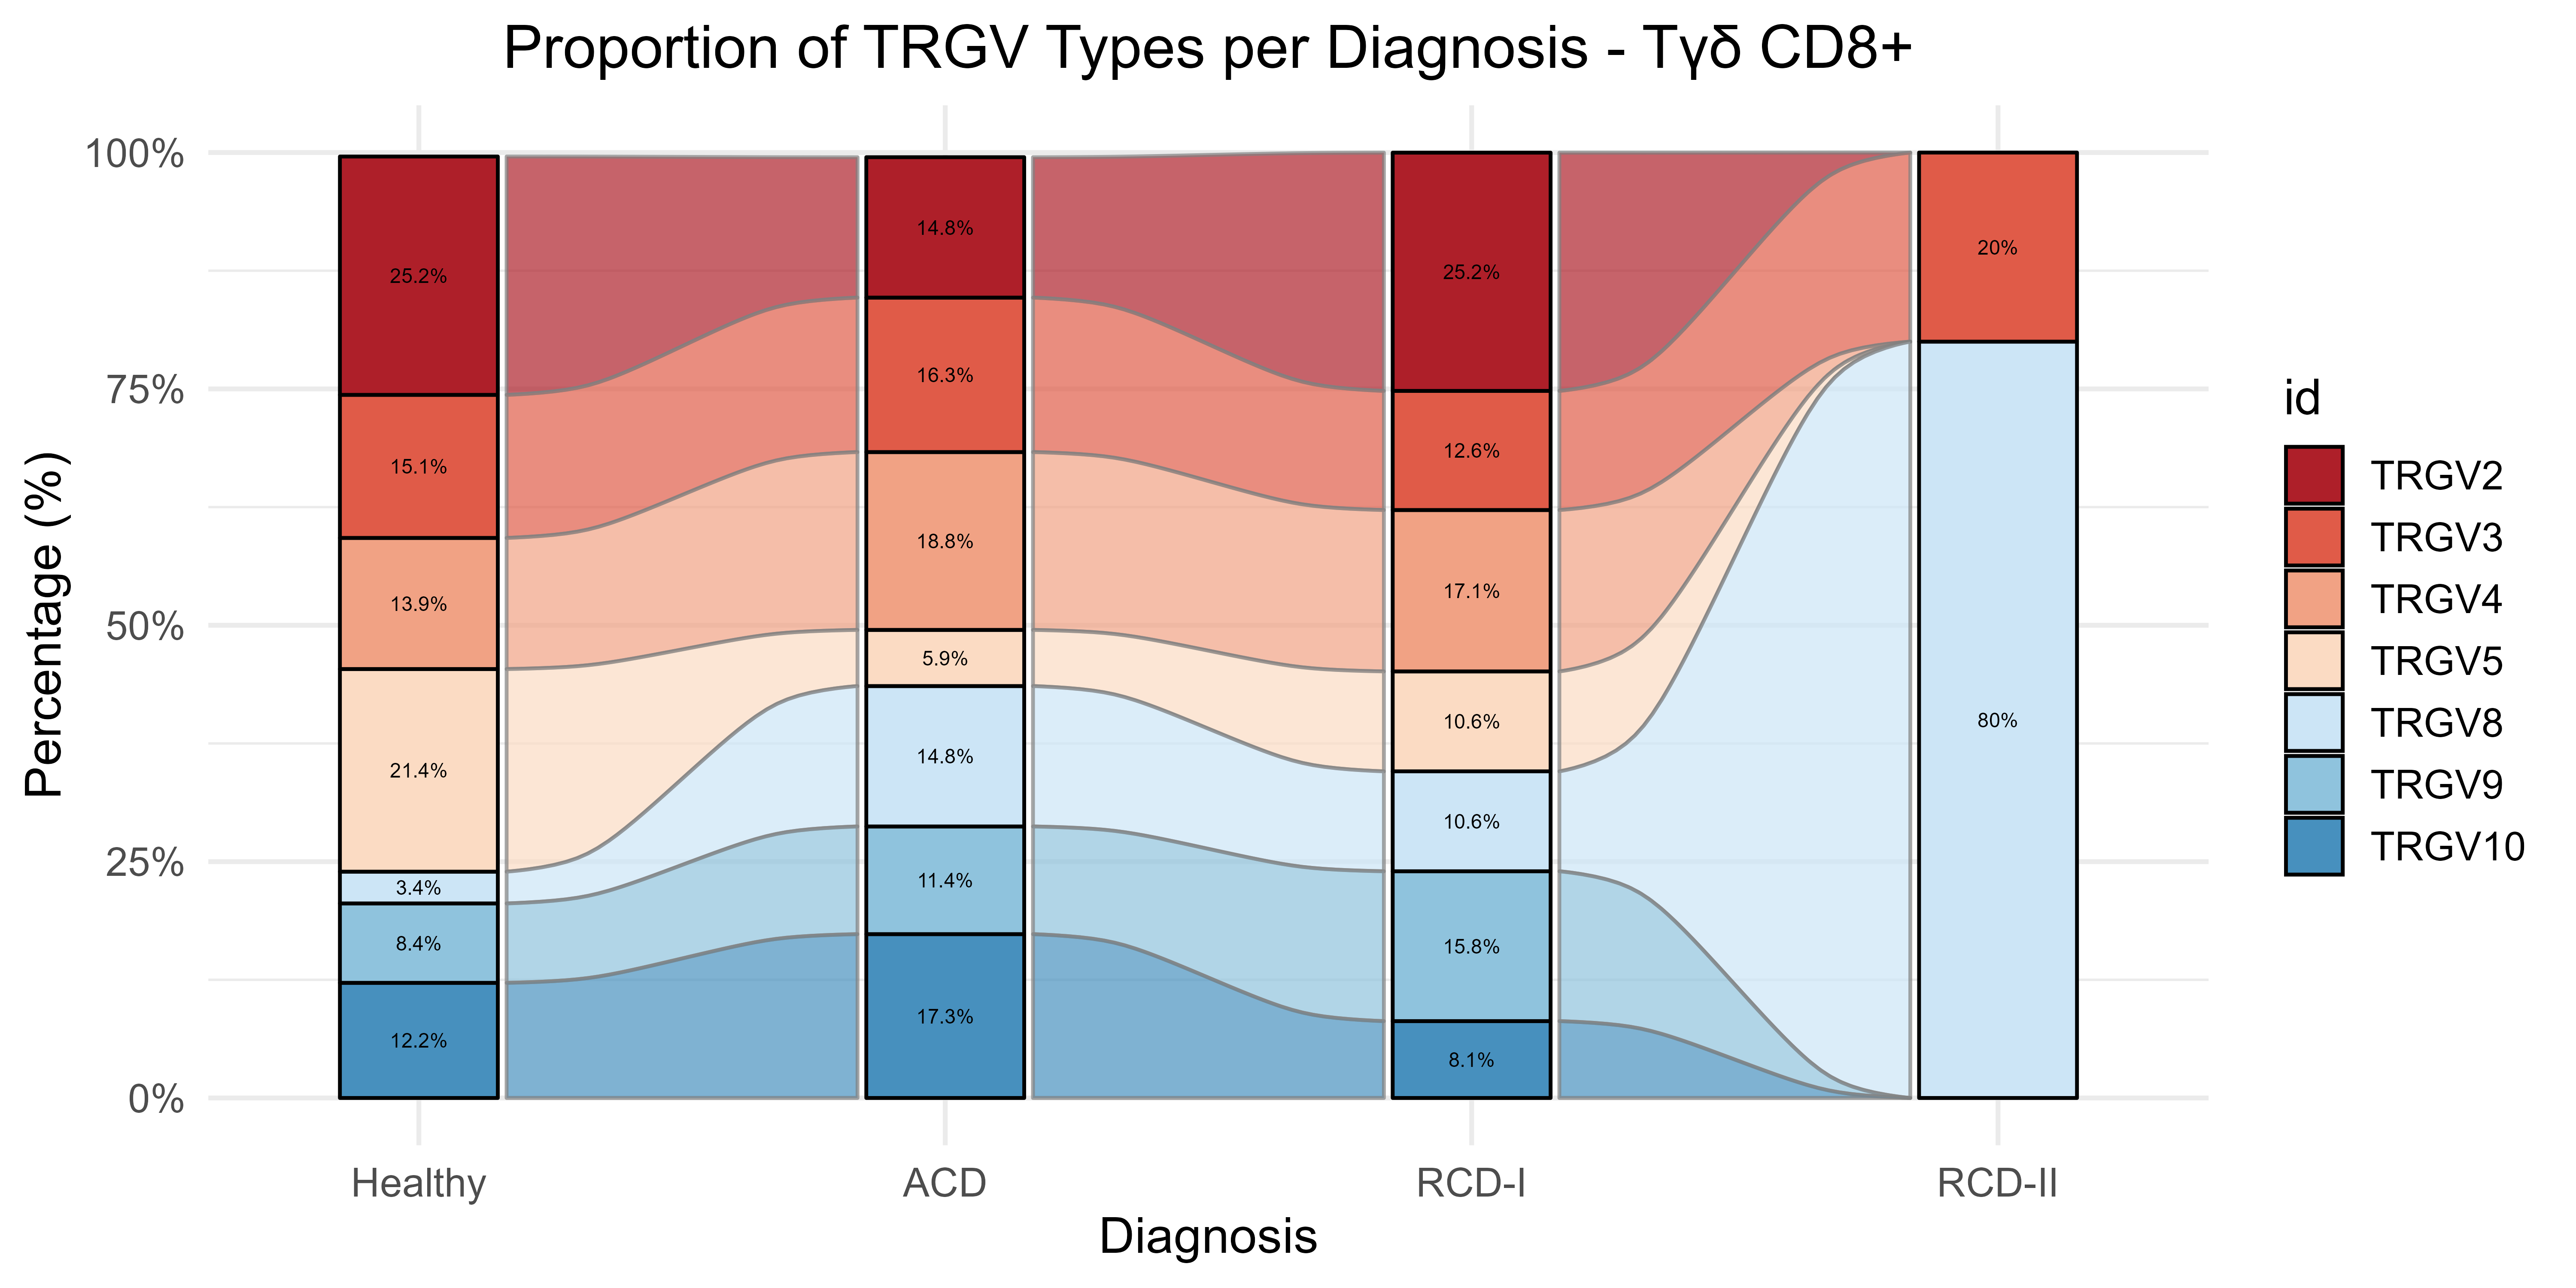 Proportion of TRGV Types per Diagnosis - Tγδ CD8+
Percentage (%)
100%
75%
50%
25%
0%
25.2%
15.1%
13.9%
21.4%
3.4%
8.4%
12.2%
14.8%
16.3%
18.8%
5.9%
14.8%
11.4%
17.3%
25.2%
12.6%
17.1%
10.6%
10.6%
15.8%
8.1%
20%
80%
Healthy
ACD
RCD-I
RCD-II
Diagnosis
id
TRGV2
TRGV3
TRGV4
TRGV5
TRGV8
TRGV9
TRGV10